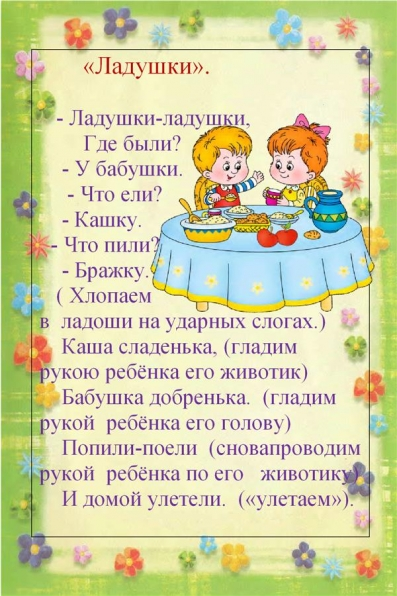 «Ладушки».
- Ладушки-ладушки,
Где были?
- У бабушки.
- Что ели?
- Кашку.
- Что пили?
- Бражку.
( Хлопаем
в ладоши на ударных слогах.)
Каша сладенька, (гладим
рукою ребёнка его животик)
Бабушка добренька. (гладим
рукой ребёнка его голову)
Попили-поели (сновапроводим
рукой ребёнка по его животику)
И домой улетели. («улетаем»).